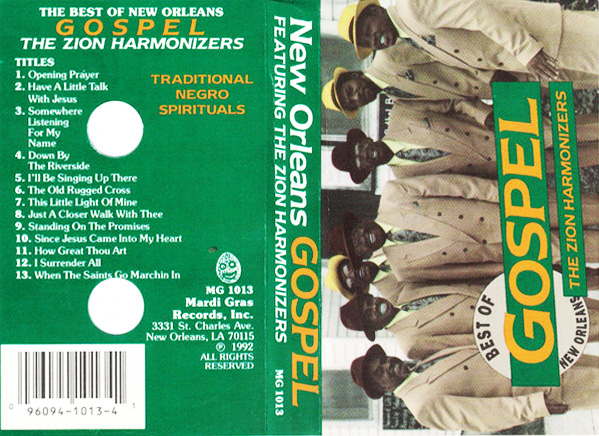 THE BEST OF NEW ORLEANS
GOSPEL
THE ZION HARMONIZERS
TITLES
1. Opening Prayer
2. Have A Little Talk
With Jesus
3. Somewhere
Listening
For My
Name
4. Down By
The Riverside
5. I'll Be Singing Up There
6. The Old Rugged Cross
7. This Little Light Of Mine
8. Just A Closer Walk With Thee
9. Standing On The Promises
10. Since Jesus Came Into My Heart
11. How Great Thou Art
12. I Surrender All
13. When The Saints Go Marchin In
TRADITIONAL
NEGRO
SPIRITUALS
MG 1013
Mardi Gras
Records, Inc.
3331 St. Charles Ave.
New Orleans, LA 70115
℗ 1992
ALL RIGHTS
RESERVED
0 96094-1013-4 1
New Orleans GOSPEL
FEATURING THE ZION HARMONIZERS
MG 1013
BEST OF
NEW ORLEANS
GOSPEL
THE ZION HARMONIZERS